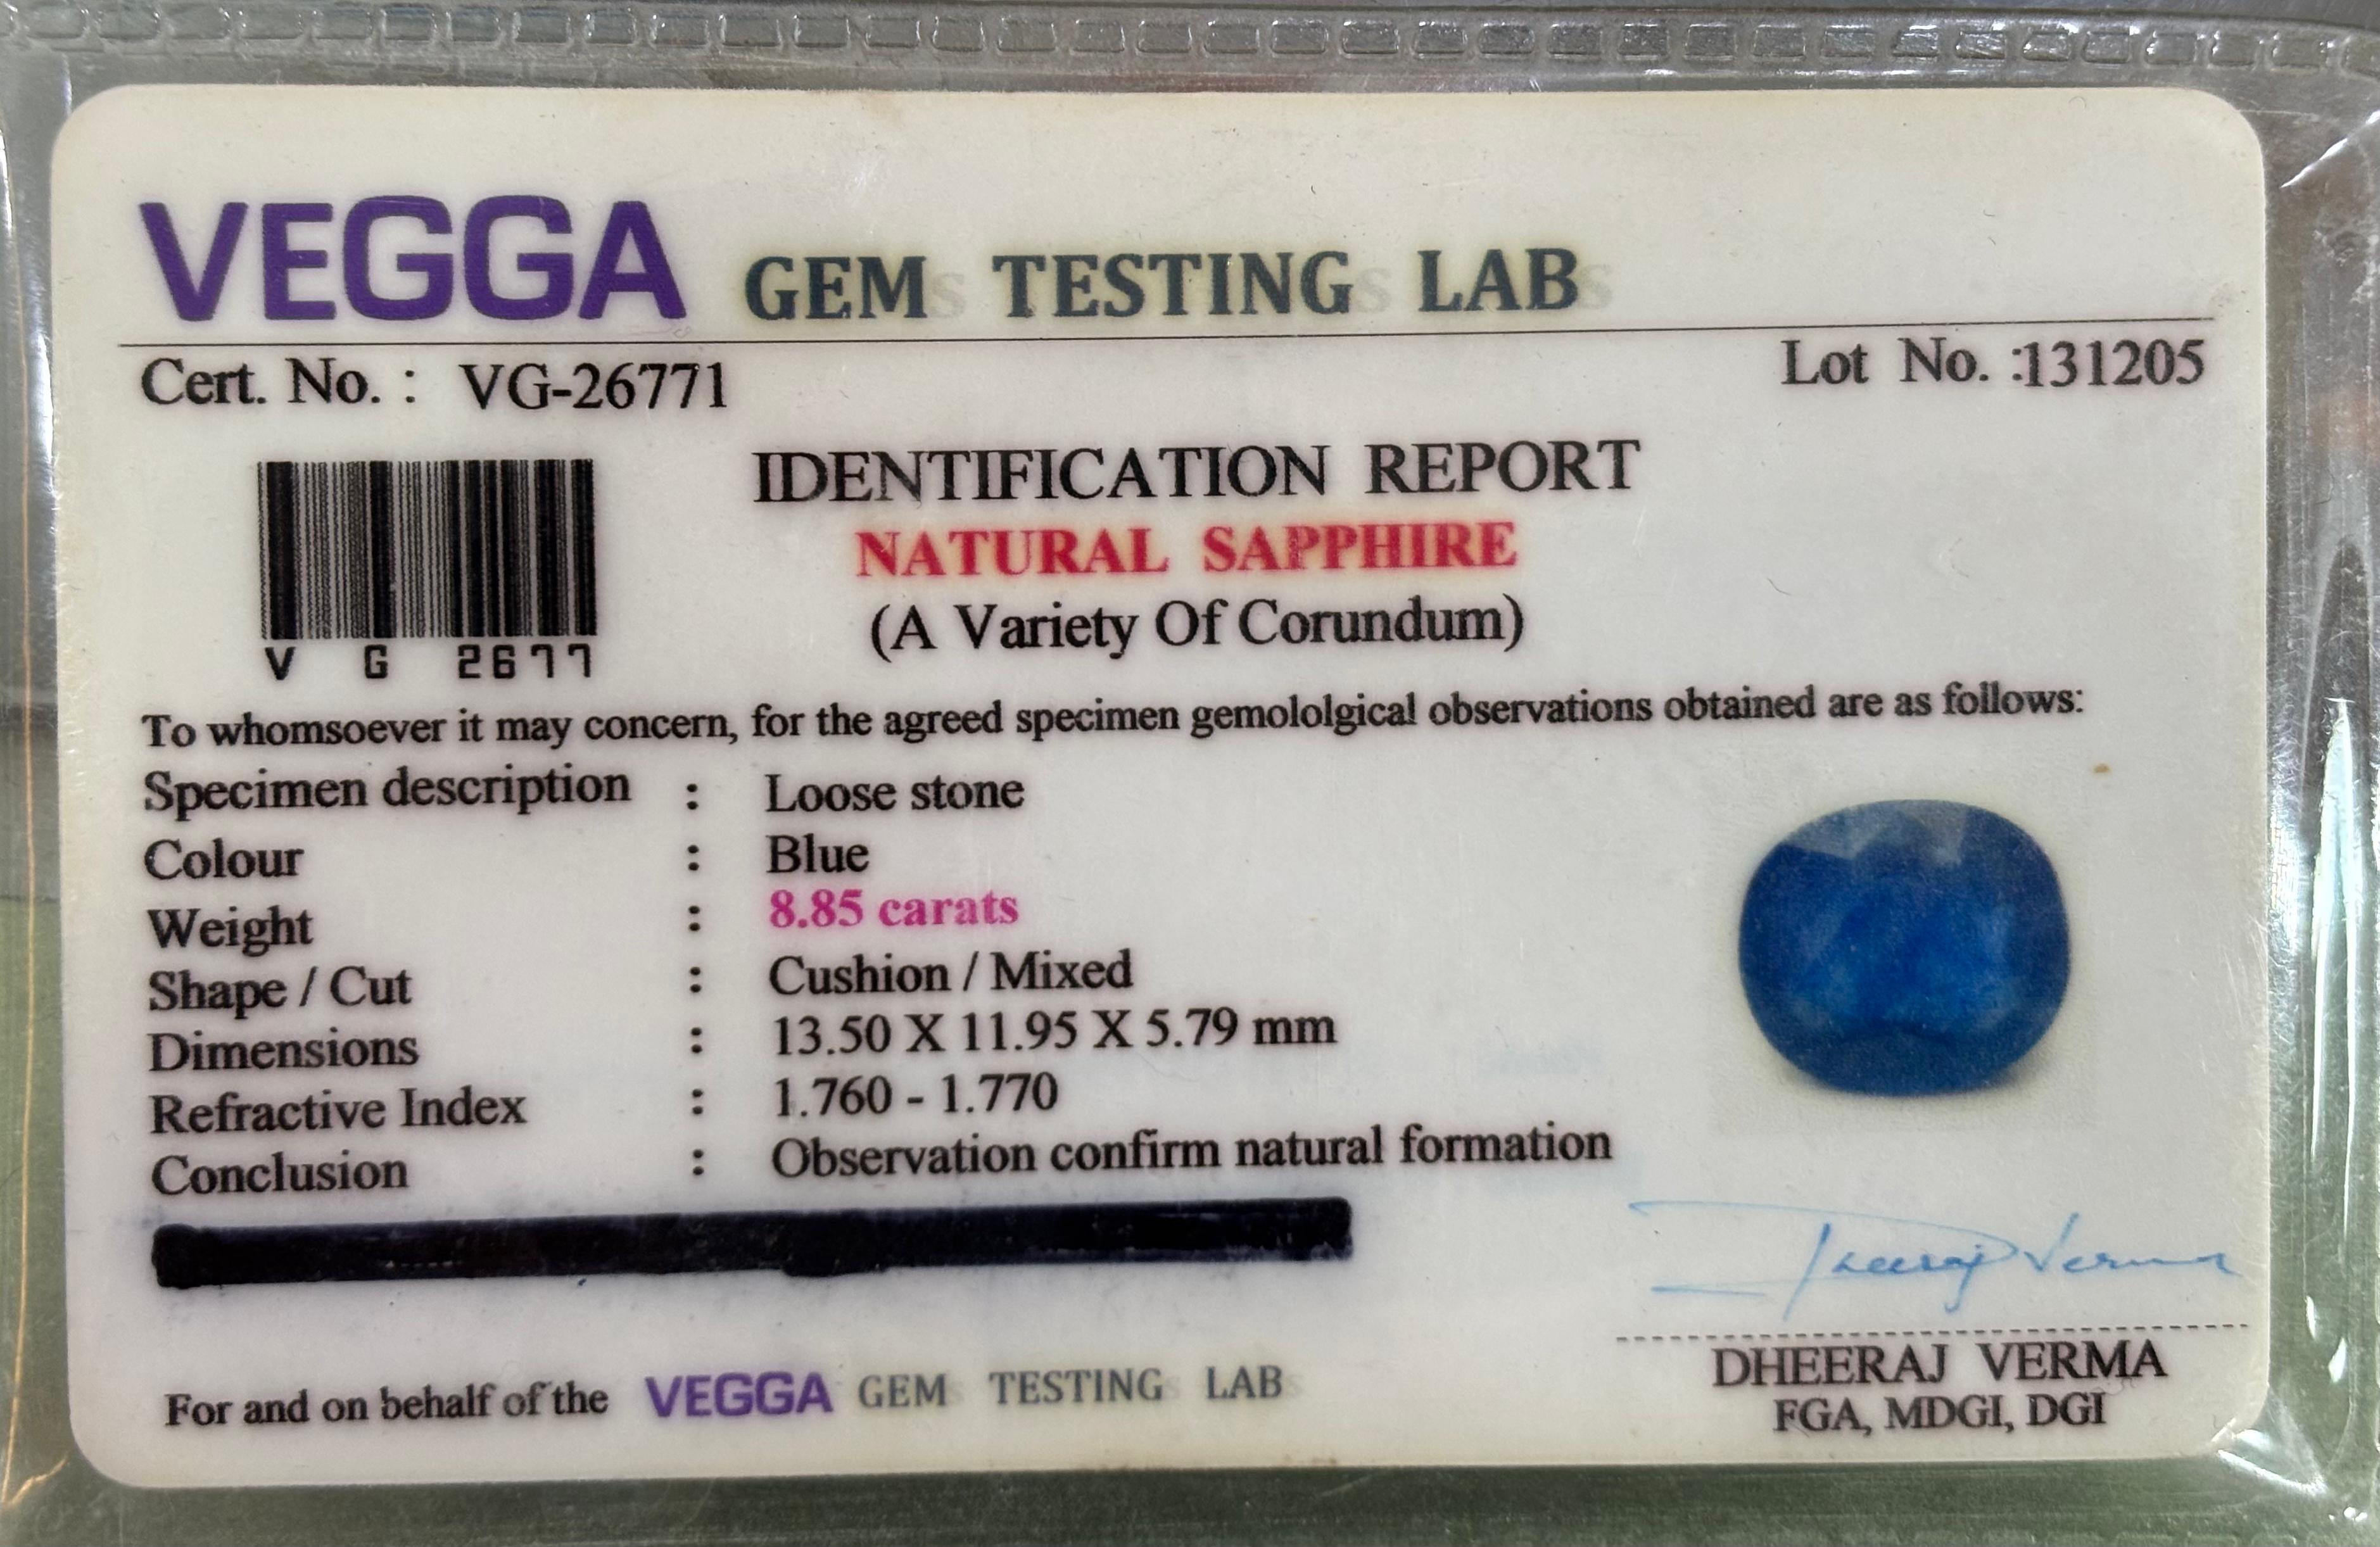 VEGGA GEM TESTING LAB
Cert. No. : VG-26771
Lot No. :131205
V G 2677
IDENTIFICATION REPORT
NATURAL SAPPHIRE
(A Variety Of Corundum)
To whomsoever it may concern, for the agreed specimen gemololgical observations obtained are as follows:
Specimen description : Loose stone
Colour : Blue
Weight : 8.85 carats
Shape / Cut : Cushion / Mixed
Dimensions : 13.50 X 11.95 X 5.79 mm
Refractive Index : 1.760 - 1.770
Conclusion : Observation confirm natural formation
Dheeraj Verma
For and on behalf of the VEGGA GEM TESTING LAB
DHEERAJ VERMA
FGA, MDGI, DGI